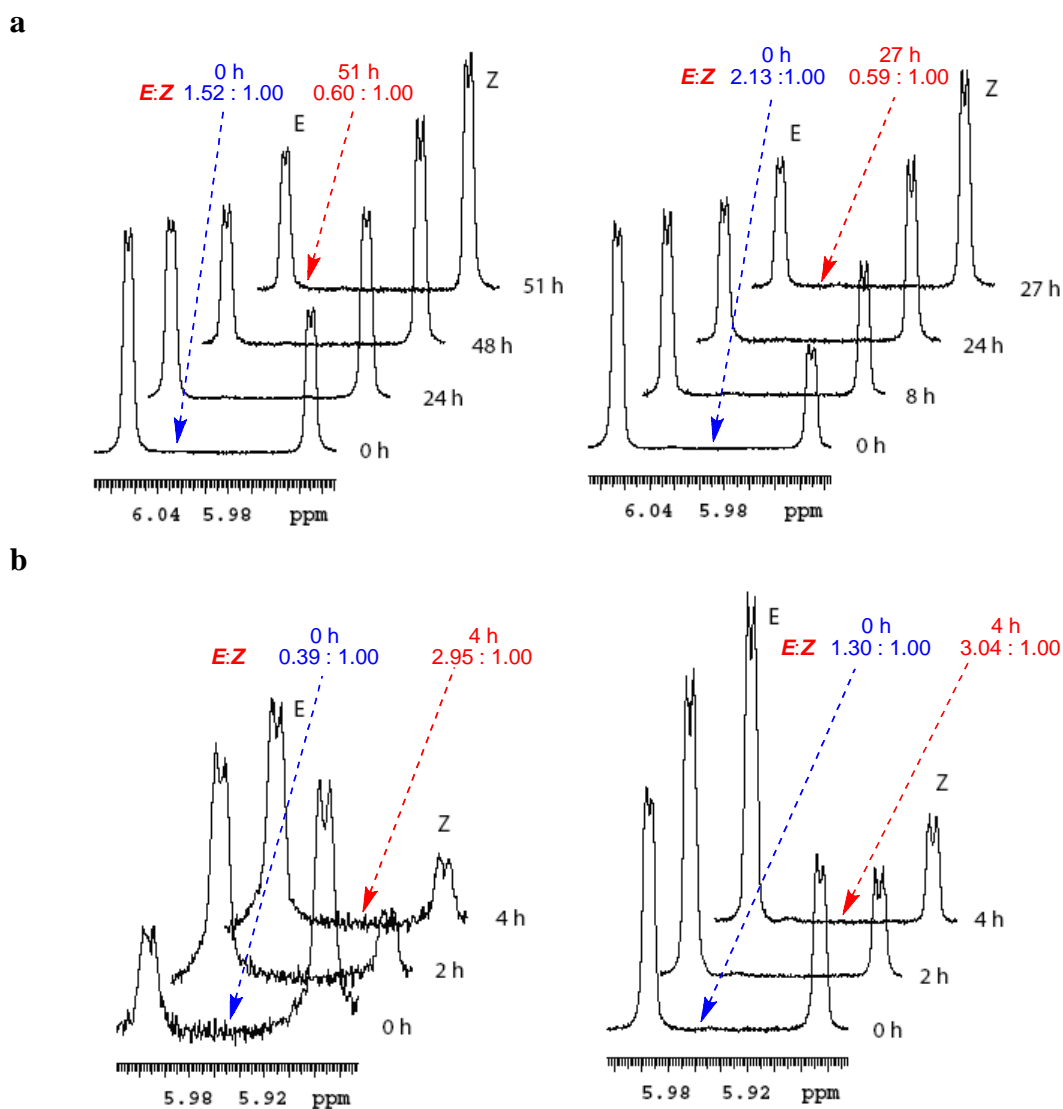 a
0 h
51 h
E:Z 1.52 : 1.00 0.60 : 1.00
E
Z
51 h
48 h
24 h
0 h
6.04 5.98 ppm
0 h
27 h
E:Z 2.13 :1.00 0.59 : 1.00
E
Z
27 h
24 h
8 h
0 h
6.04 5.98 ppm
b
0 h
4 h
E:Z 0.39 : 1.00 2.95 : 1.00
E
Z
4 h
2 h
0 h
5.98 5.92 ppm
0 h
4 h
E:Z 1.30 : 1.00 3.04 : 1.00
E
Z
4 h
2 h
0 h
5.98 5.92 ppm